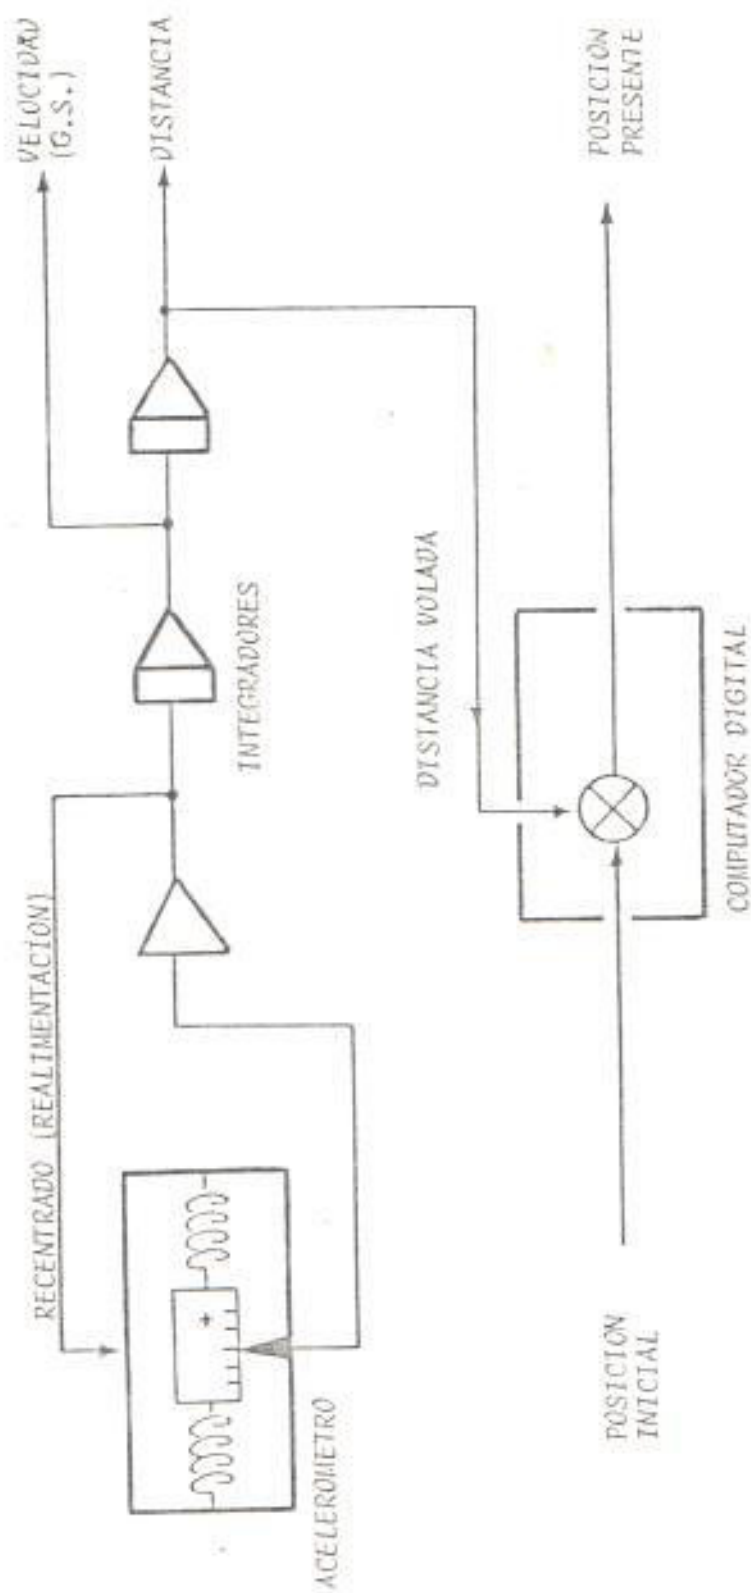 RECENTRADO (REALIMENTACION)
VELOCIDAD
(G.S.)
DISTANCIA
+
INTEGRADORES
ACELEROMETRO
DISTANCIA VOLADA
POSICION
PRESENTE
POSICION
INICIAL
COMPUTADOR DIGITAL